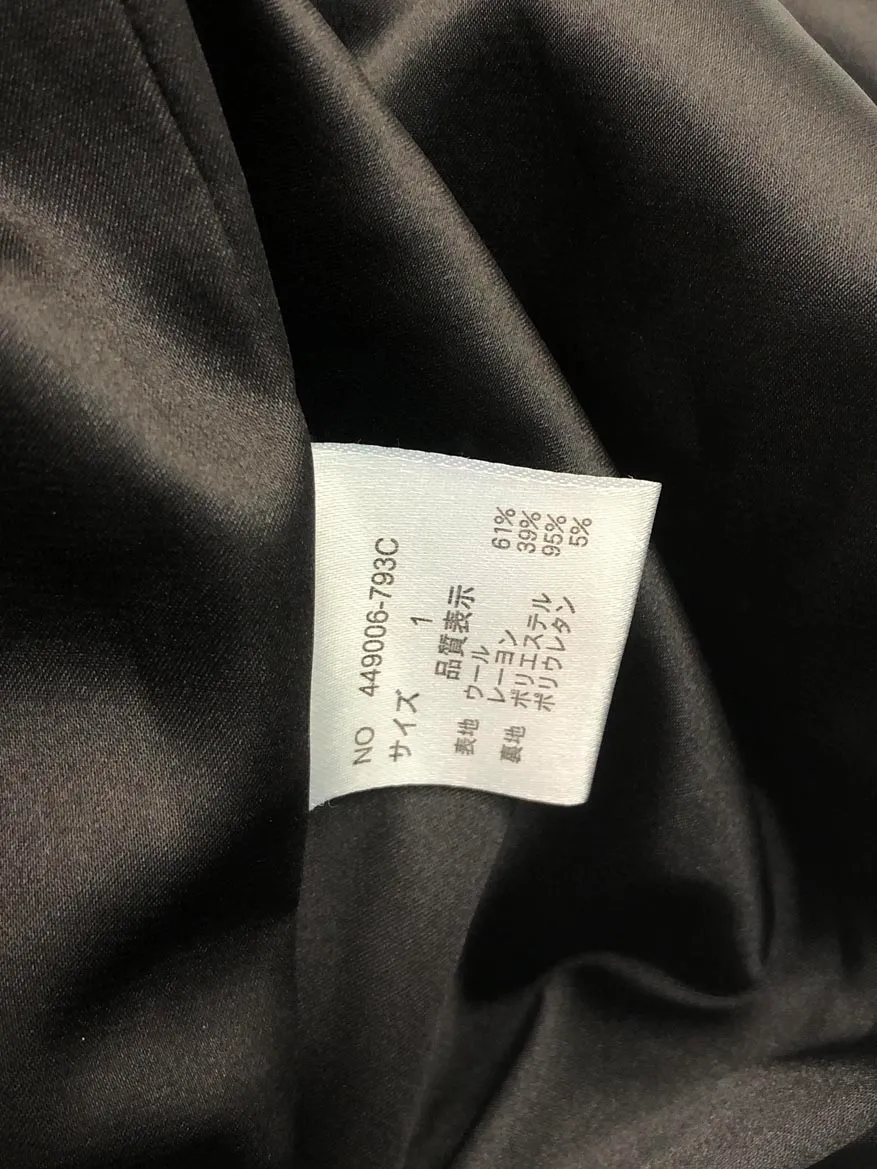 NO 449006-793C
サイズ 1
品質表示
表地 ウール 61%
レーヨン 39%
裏地 ポリエステル 95%
ポリウレタン 5%